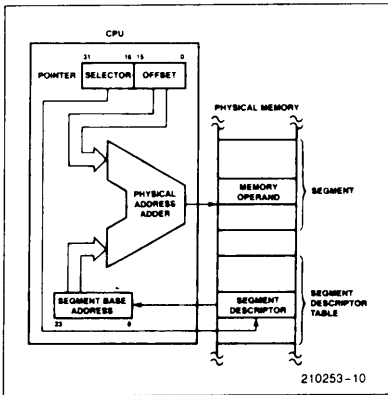 CPU
31 16 15 0
POINTER SELECTOR OFFSET
PHYSICAL MEMORY
PHYSICAL
ADDRESS
ADDER
MEMORY
OPERAND
SEGMENT
SEGMENT BASE
ADDRESS
23 0
SEGMENT
DESCRIPTOR
SEGMENT
DESCRIPTOR
TABLE
210253-10